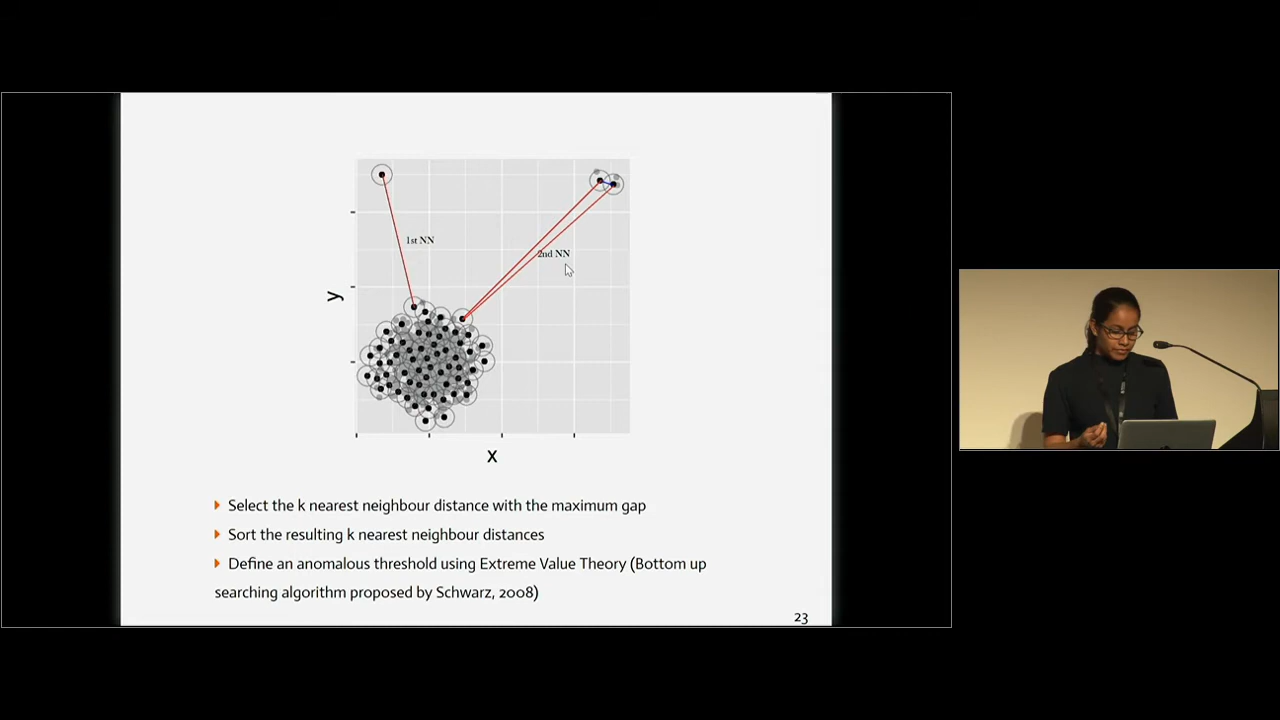 1st NN
2nd NN
y
x
Select the k nearest neighbour distance with the maximum gap
Sort the resulting k nearest neighbour distances
Define an anomalous threshold using Extreme Value Theory (Bottom up
searching algorithm proposed by Schwarz, 2008)
23